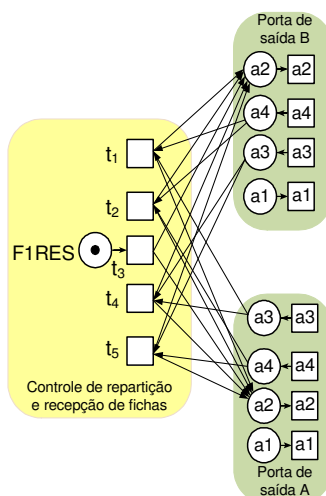 Porta de
saída B
a2 a2
a4 a4
a3 a3
a1 a1
t1
t2
F1RES
t3
t4
t5
Controle de repartição
e recepção de fichas
a3 a3
a4 a4
a2 a2
a1 a1
Porta de
saída A